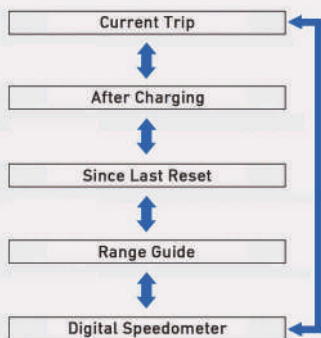 Current Trip
After Charging
Since Last Reset
Range Guide
Digital Speedometer